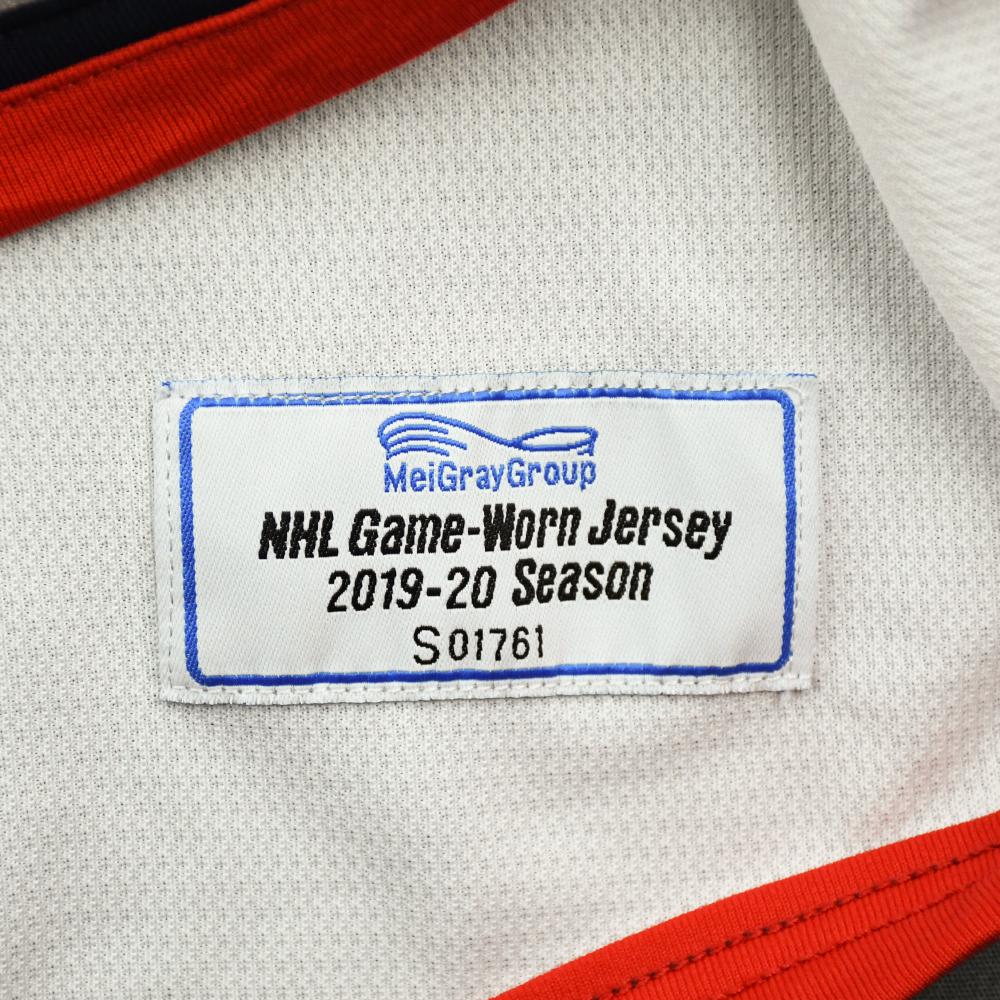 MeiGrayGroup
NHL Game-Worn Jersey
2019-20 Season
S01761